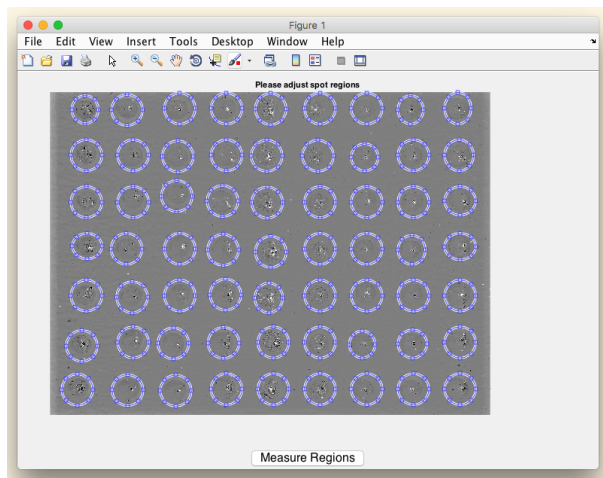 Figure 1
File Edit View Insert Tools Desktop Window Help
Please adjust spot regions
Measure Regions